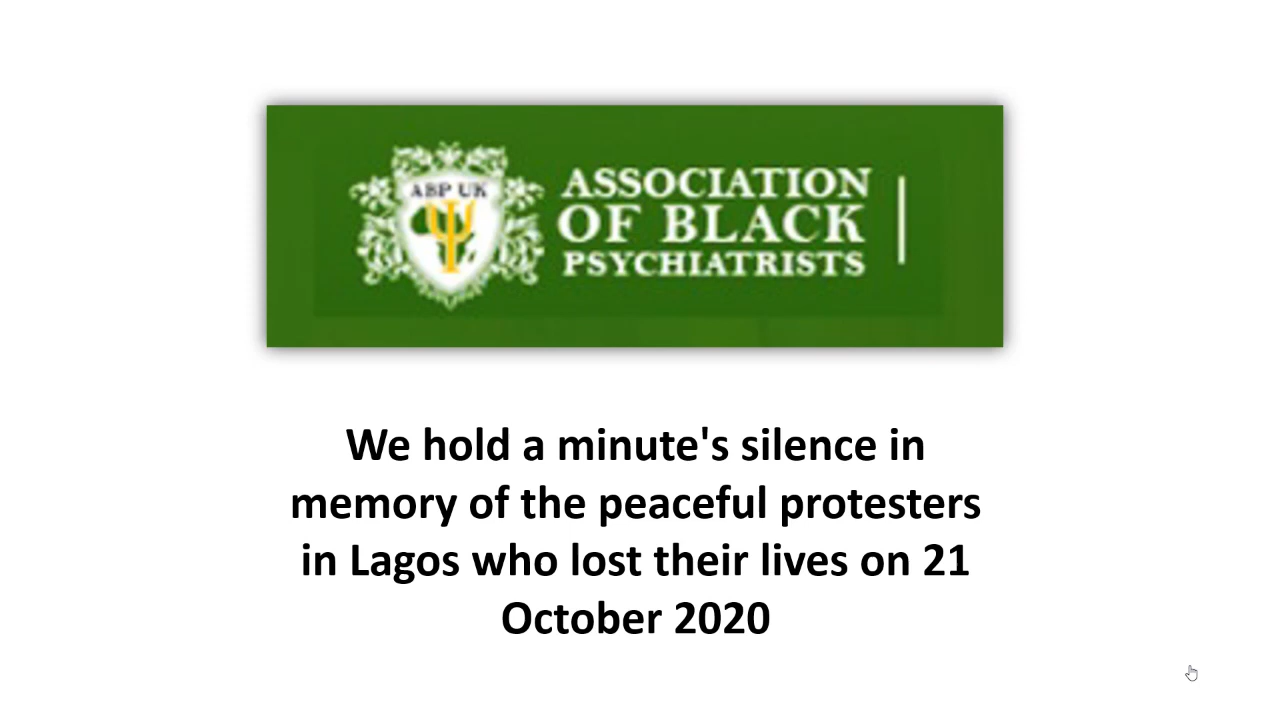 ABP UK
ASSOCIATION
OF BLACK
PSYCHIATRISTS
We hold a minute's silence in
memory of the peaceful protesters
in Lagos who lost their lives on 21
October 2020